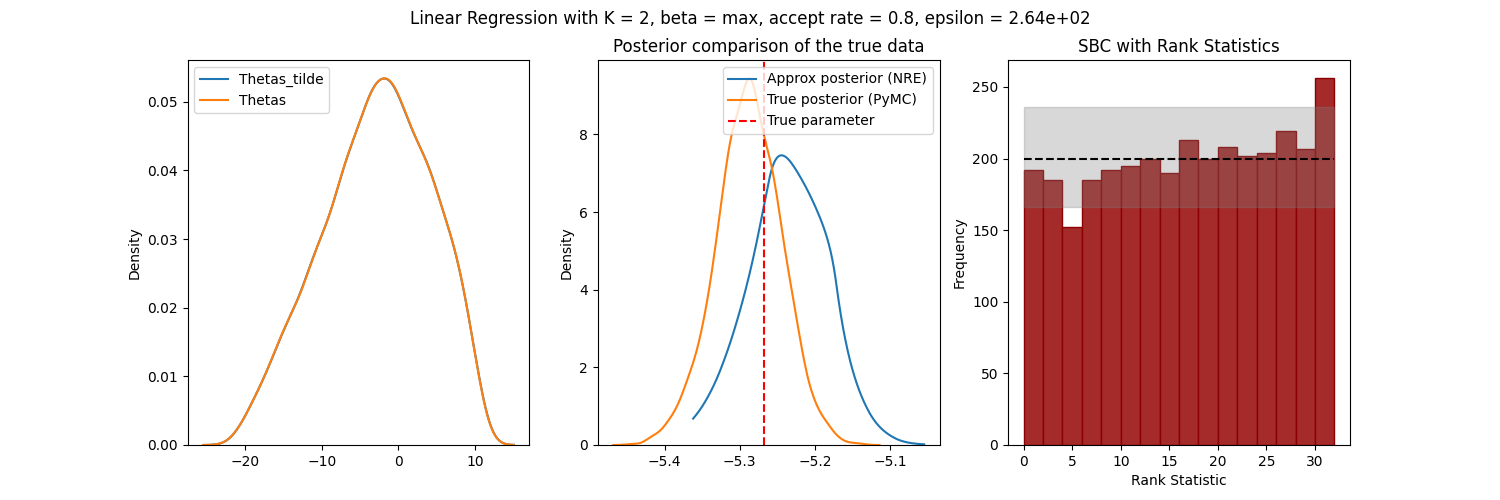 Linear Regression with K = 2, beta = max, accept rate = 0.8, epsilon = 2.64e+02
Thetas_tilde
Thetas
Density
0.05
0.04
0.03
0.02
0.01
0.00
−20
−10
0
10
Posterior comparison of the true data
Approx posterior (NRE)
True posterior (PyMC)
True parameter
Density
8
6
4
2
0
−5.4
−5.3
−5.2
−5.1
SBC with Rank Statistics
Frequency
250
200
150
100
50
0
0
5
10
15
20
25
30
Rank Statistic